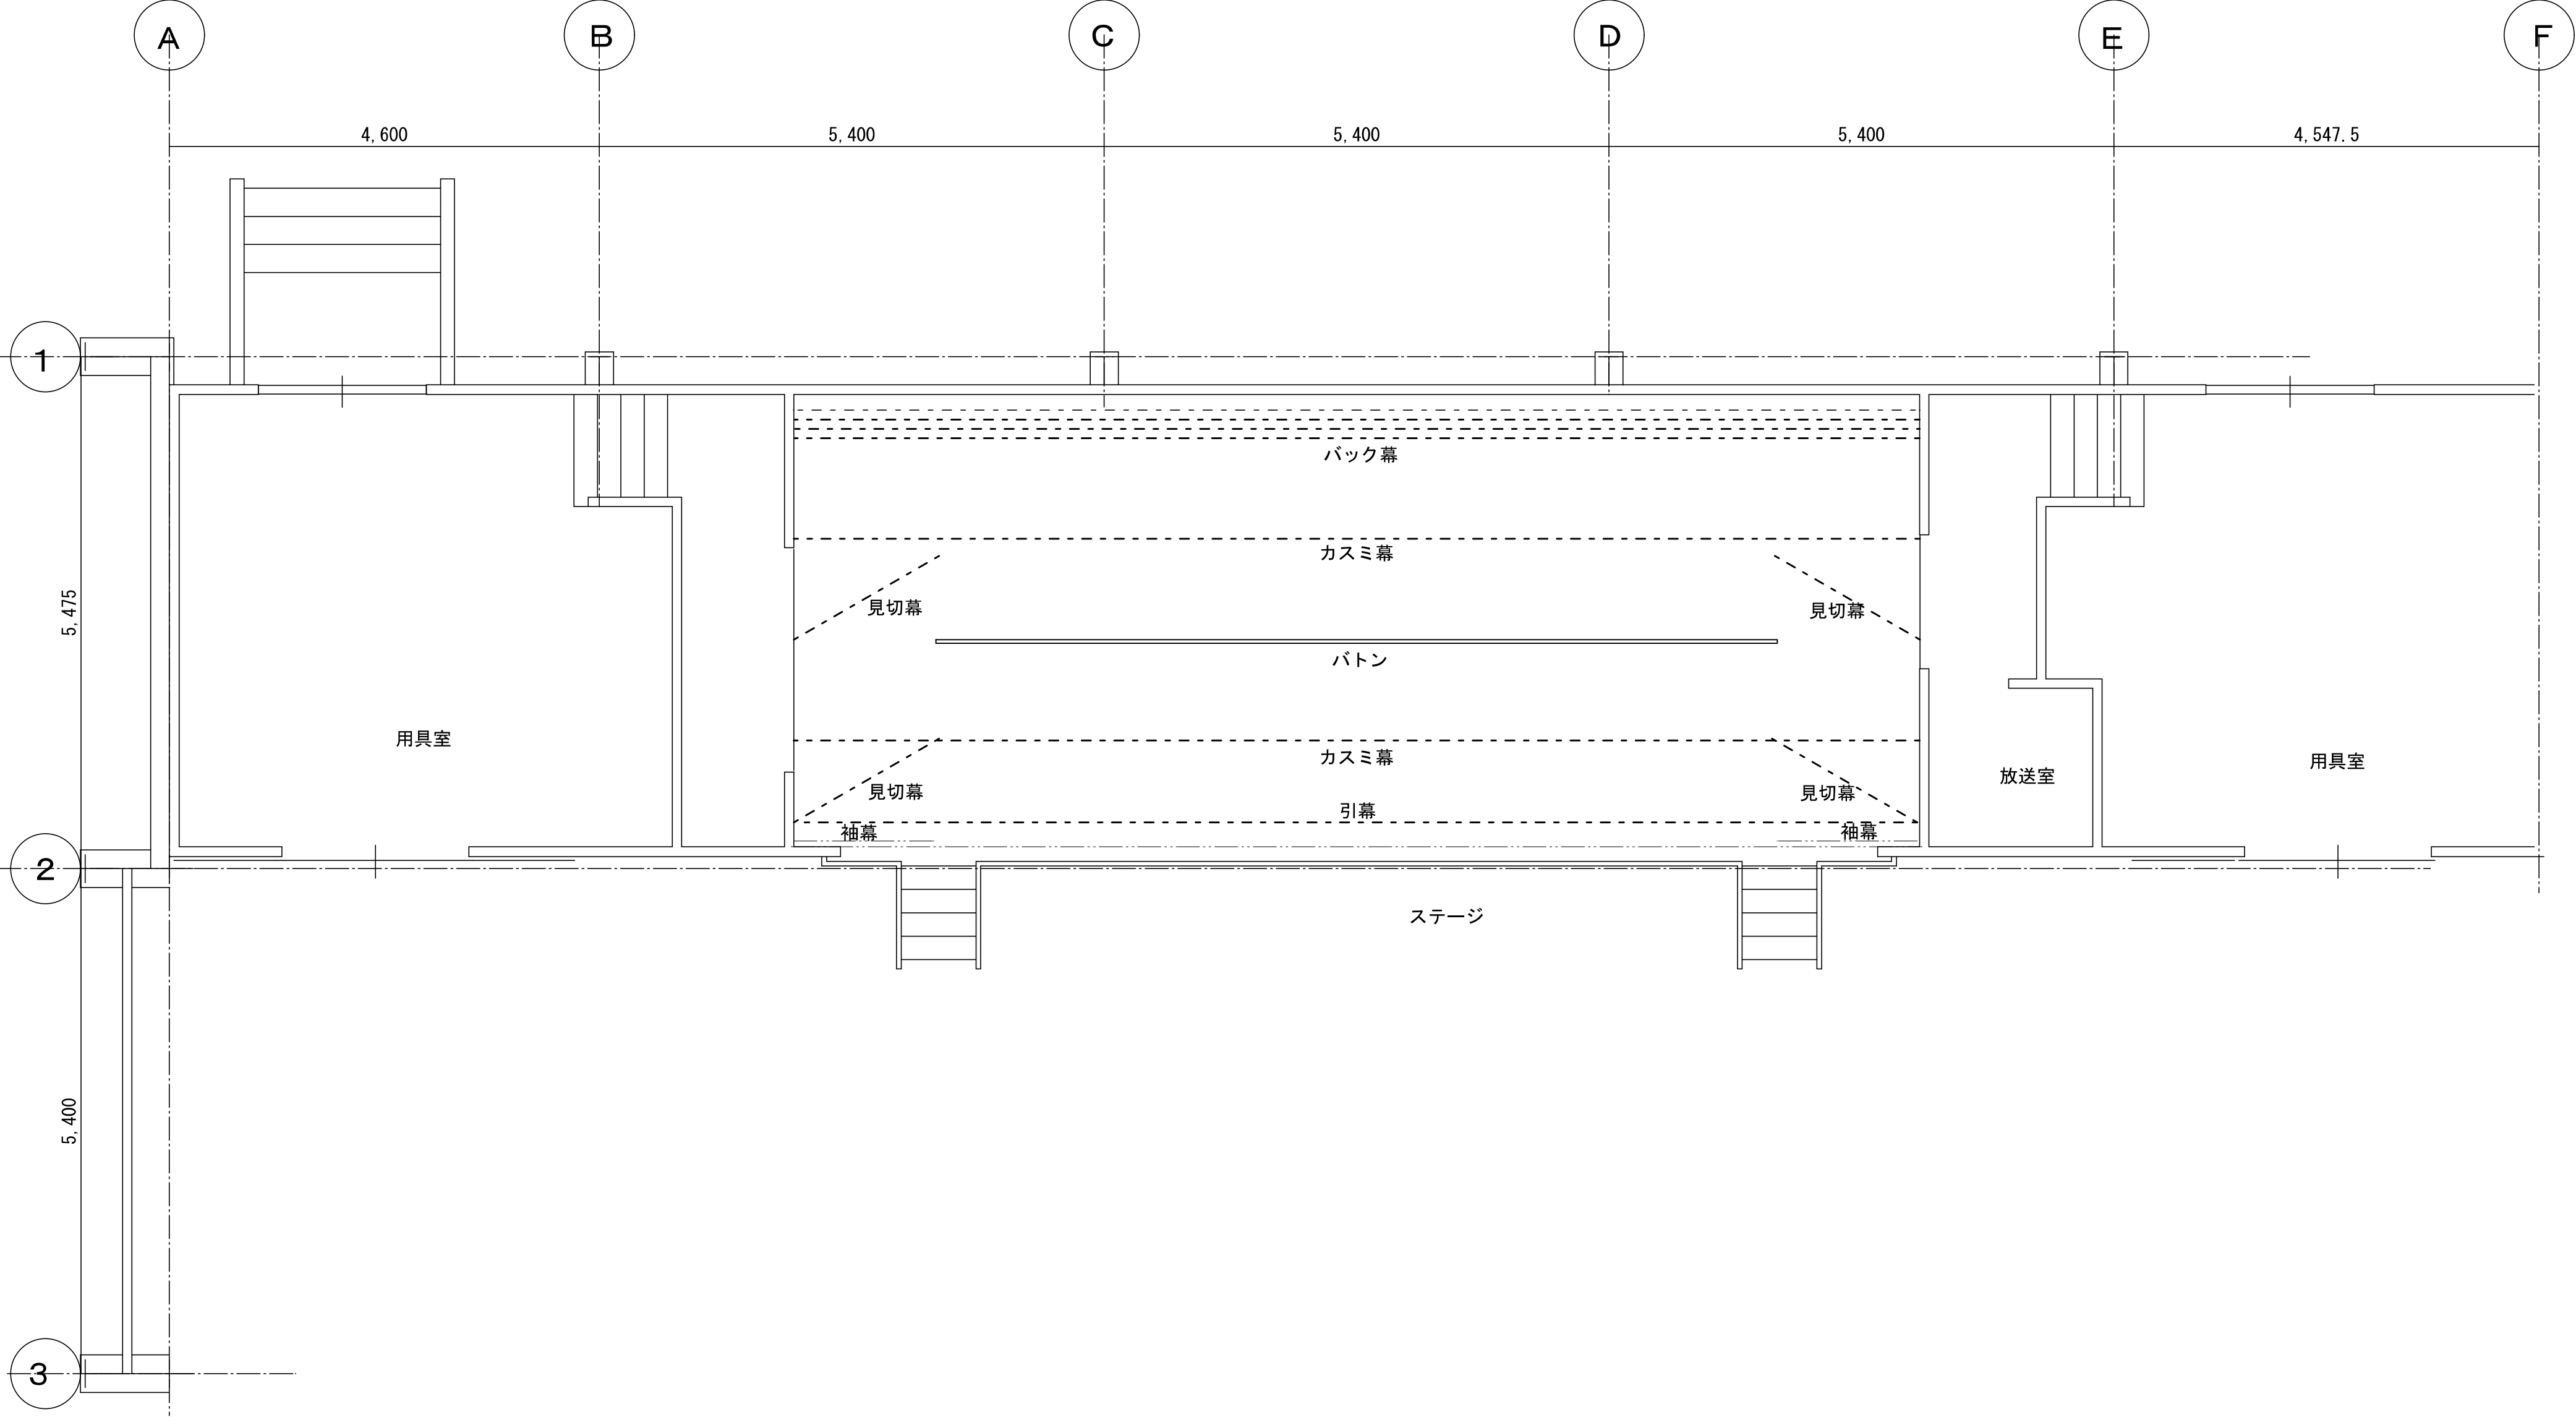 A B C D E F
4,600 5,400 5,400 5,400 4,547.5
1
バック幕
カスミ幕
5,475
見切幕 見切幕
バトン
用具室
カスミ幕
用具室
放送室
見切幕 見切幕
引幕
袖幕 袖幕
2
ステージ
5,400
3